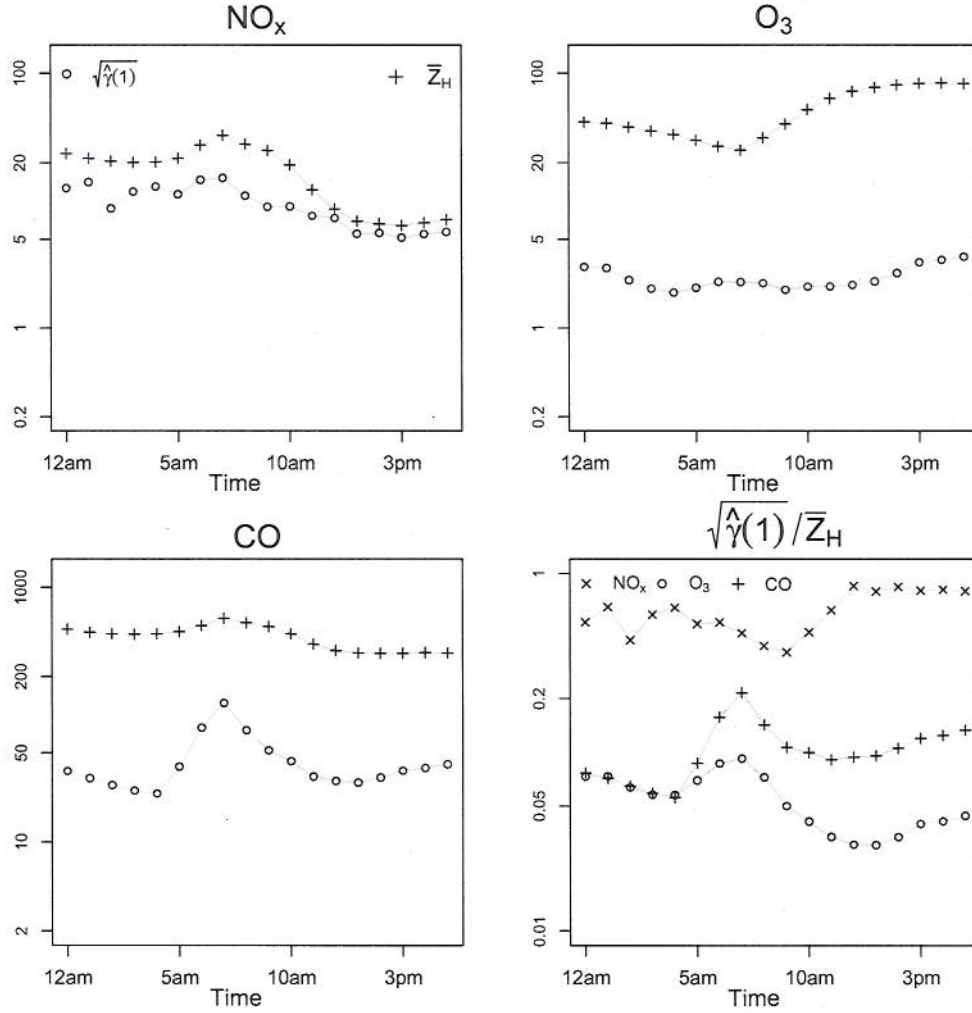 NOx
100
20
5
1
0.2
√γ̂(1)
+ Z̄H
12am 5am 10am 3pm
Time
O3
100
20
5
1
0.2
12am 5am 10am 3pm
Time
CO
1000
200
50
10
2
12am 5am 10am 3pm
Time
√γ̂(1) / Z̄H
1
0.2
0.05
0.01
× NOx ○ O3 + CO
12am 5am 10am 3pm
Time